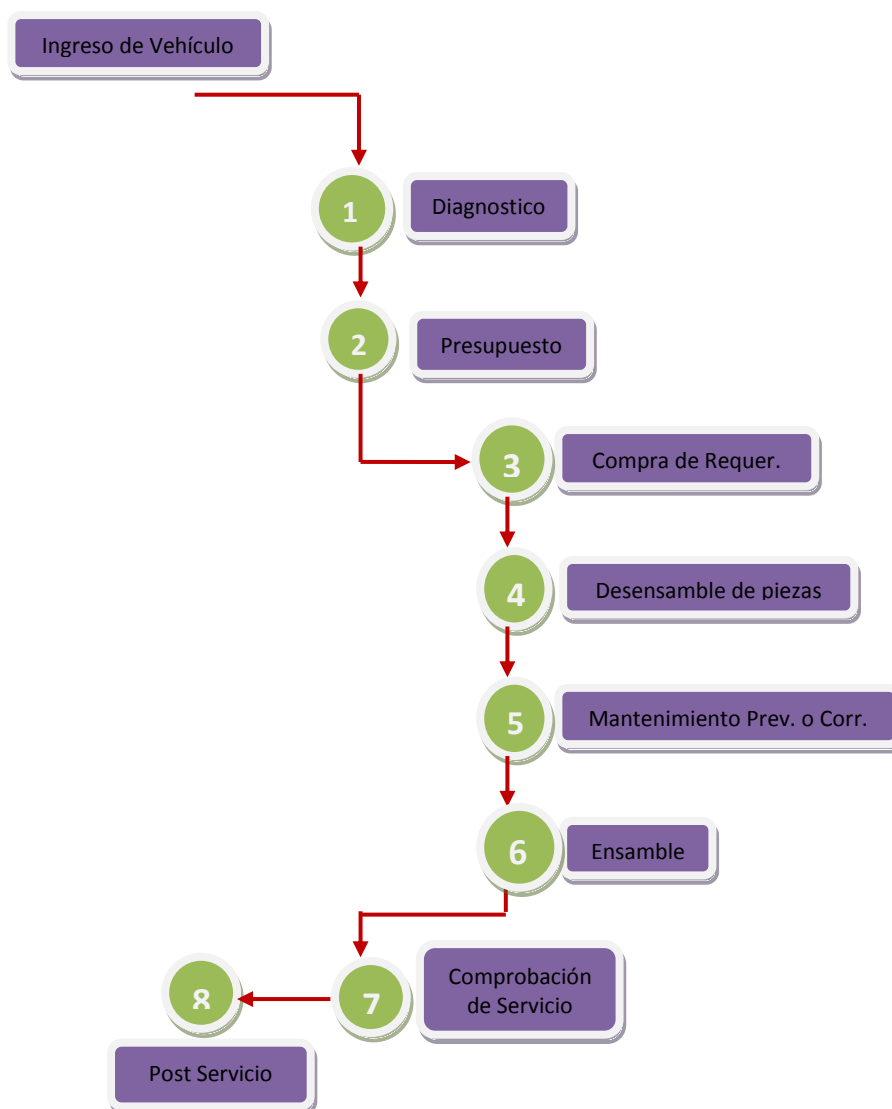 Ingreso de Vehículo
1
Diagnostico
2
Presupuesto
3
Compra de Requer.
4
Desensamble de piezas
5
Mantenimiento Prev. o Corr.
6
Ensamble
7
Comprobación
de Servicio
8
Post Servicio